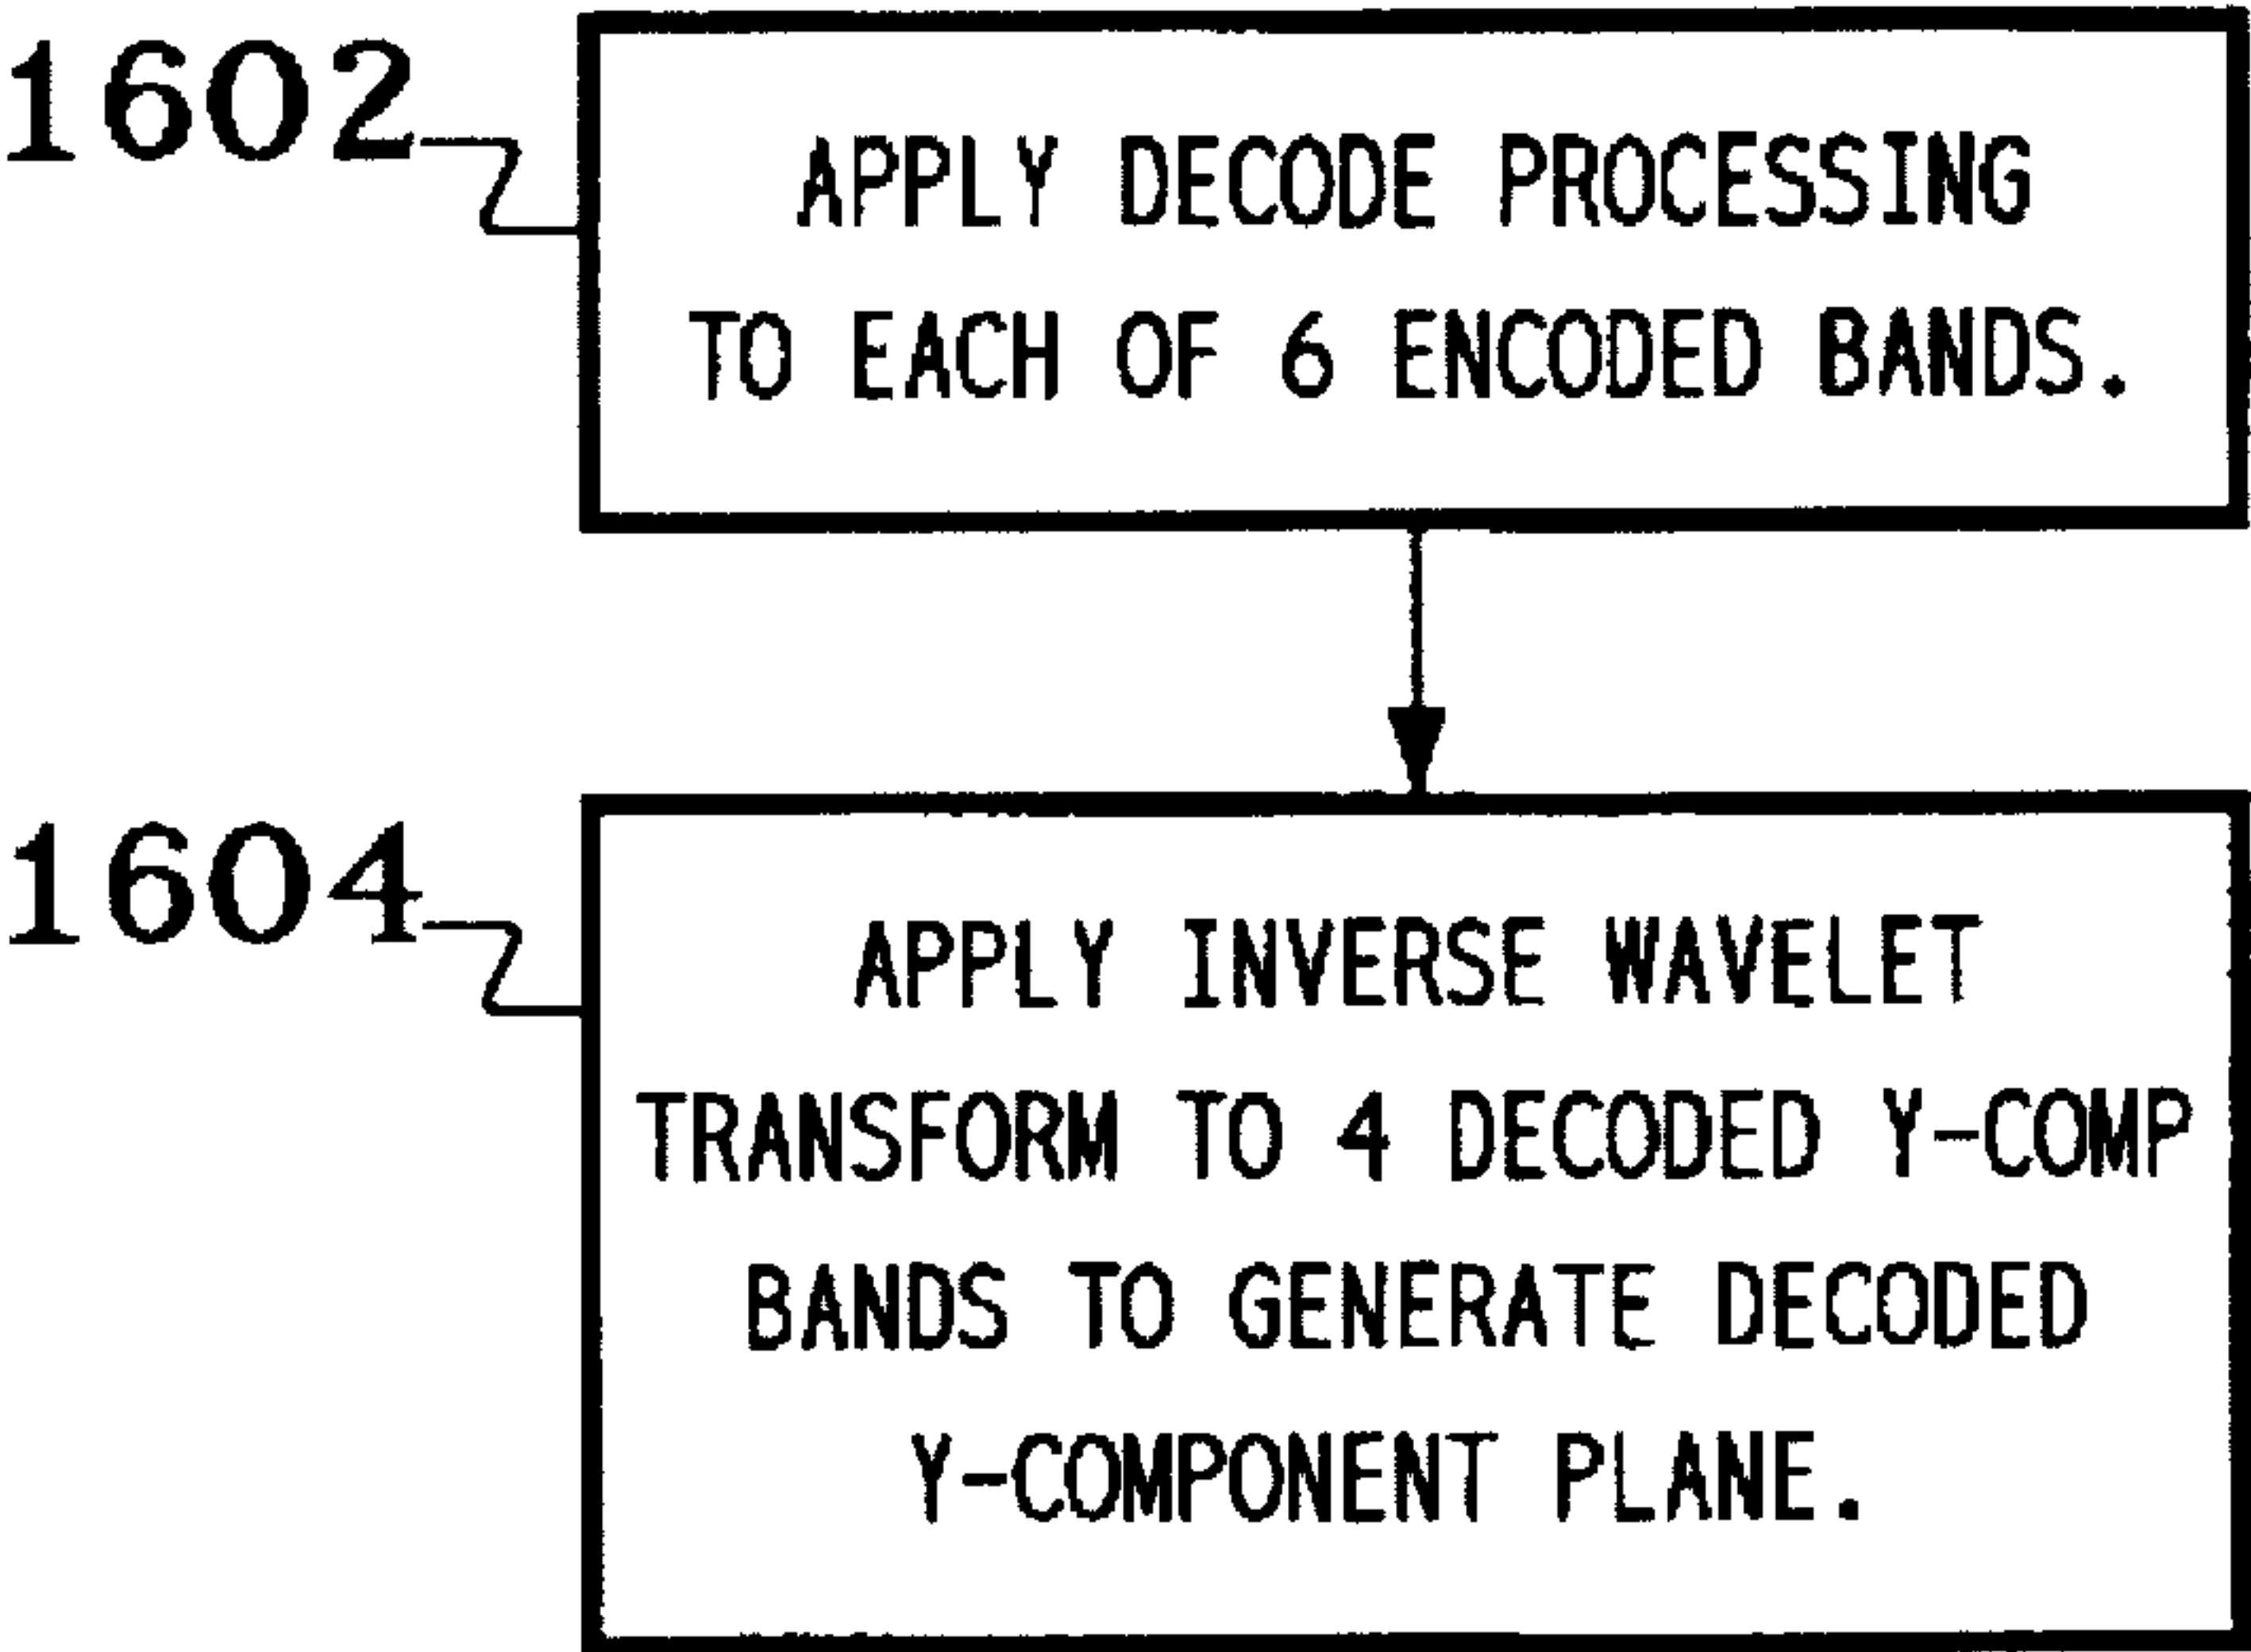 1602
APPLY DECODE PROCESSING
TO EACH OF 6 ENCODED BANDS.
1604
APPLY INVERSE WAVELET
TRANSFORM TO 4 DECODED Y-COMP
BANDS TO GENERATE DECODED
Y-COMPONENT PLANE.